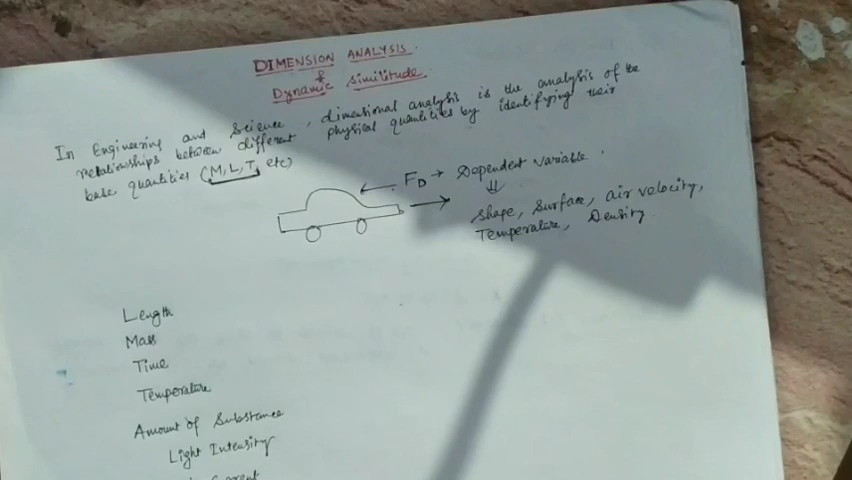 DIMENSION ANALYSIS.
&
Dynamic Similitude.
In Engineering and Science, dimensional analysis is the analysis of the
relationships between different physical quantities by identifying their
base quantities (M, L, T, etc)
F_D → Dependent variable.
⇓
Shape, Surface, air velocity,
Temperature, Density
Length
Mass
Time
Temperature
Amount of Substance
Light Intensity